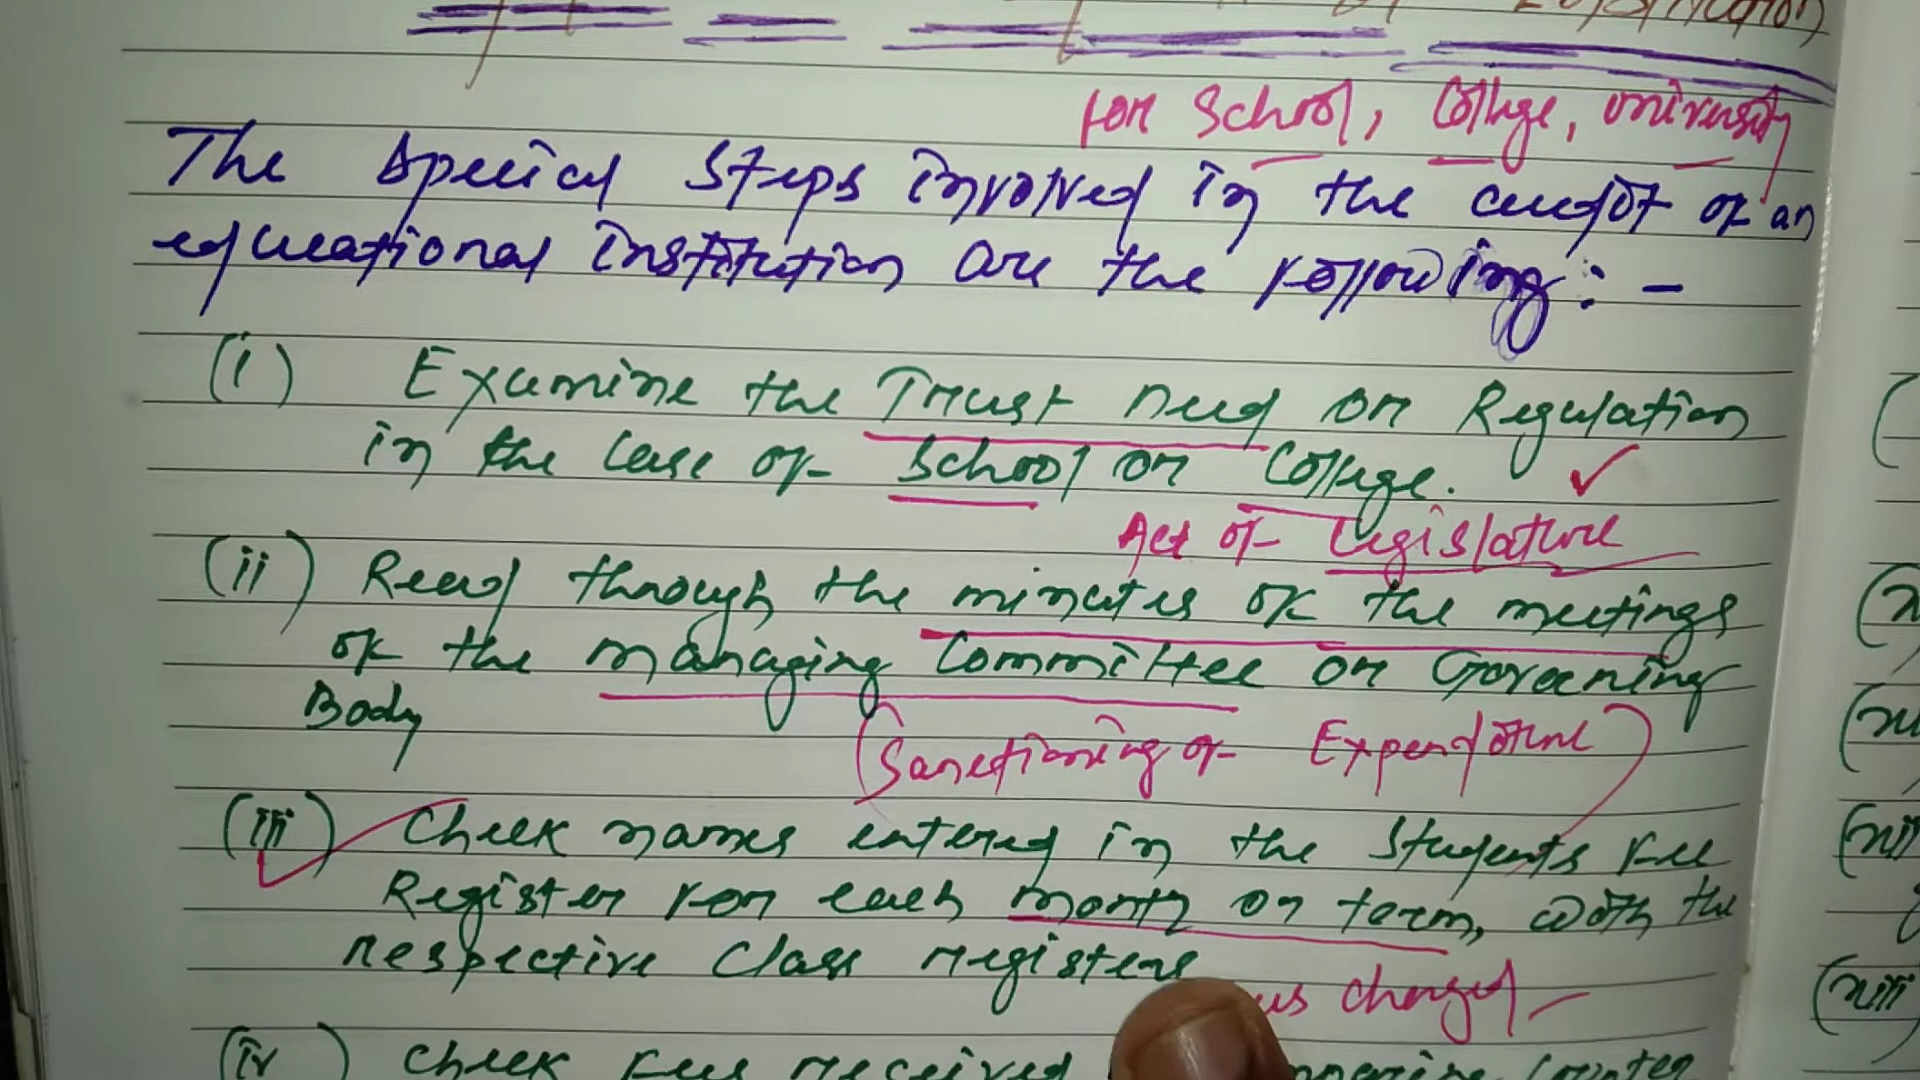 for School, College, university
The special steps involved in the audit of an
educational institution are the following: -
(i) Examine the Trust Deed or Regulation
in the case of School or College.
Act of Legislature
(ii) Read through the minutes of the meetings
of the managing Committee or Governing
Body
(Sanctioning of Expenditure)
(iii) Check names entered in the Students Fee
Register for each month or term, with the
respective Class registers
charged
(iv) Check Fees received